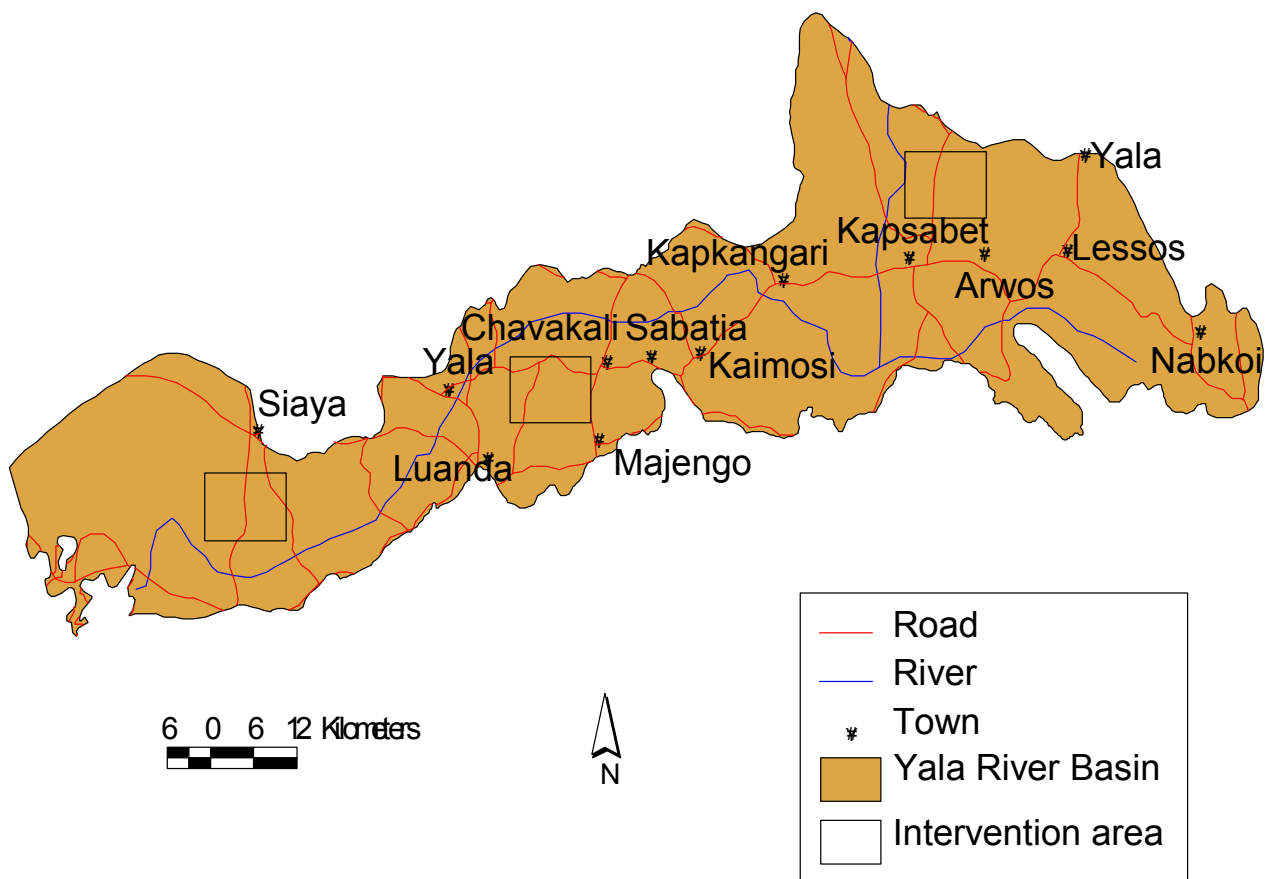 Yala
Kapsabet
Lessos
Kapkangari
Arwos
Chavakali
Sabatia
Nabkoi
Yala
Kaimosi
Siaya
Luanda
Majengo
Road
River
Town
Yala River Basin
Intervention area
6 0 6 12 Kilometers
N